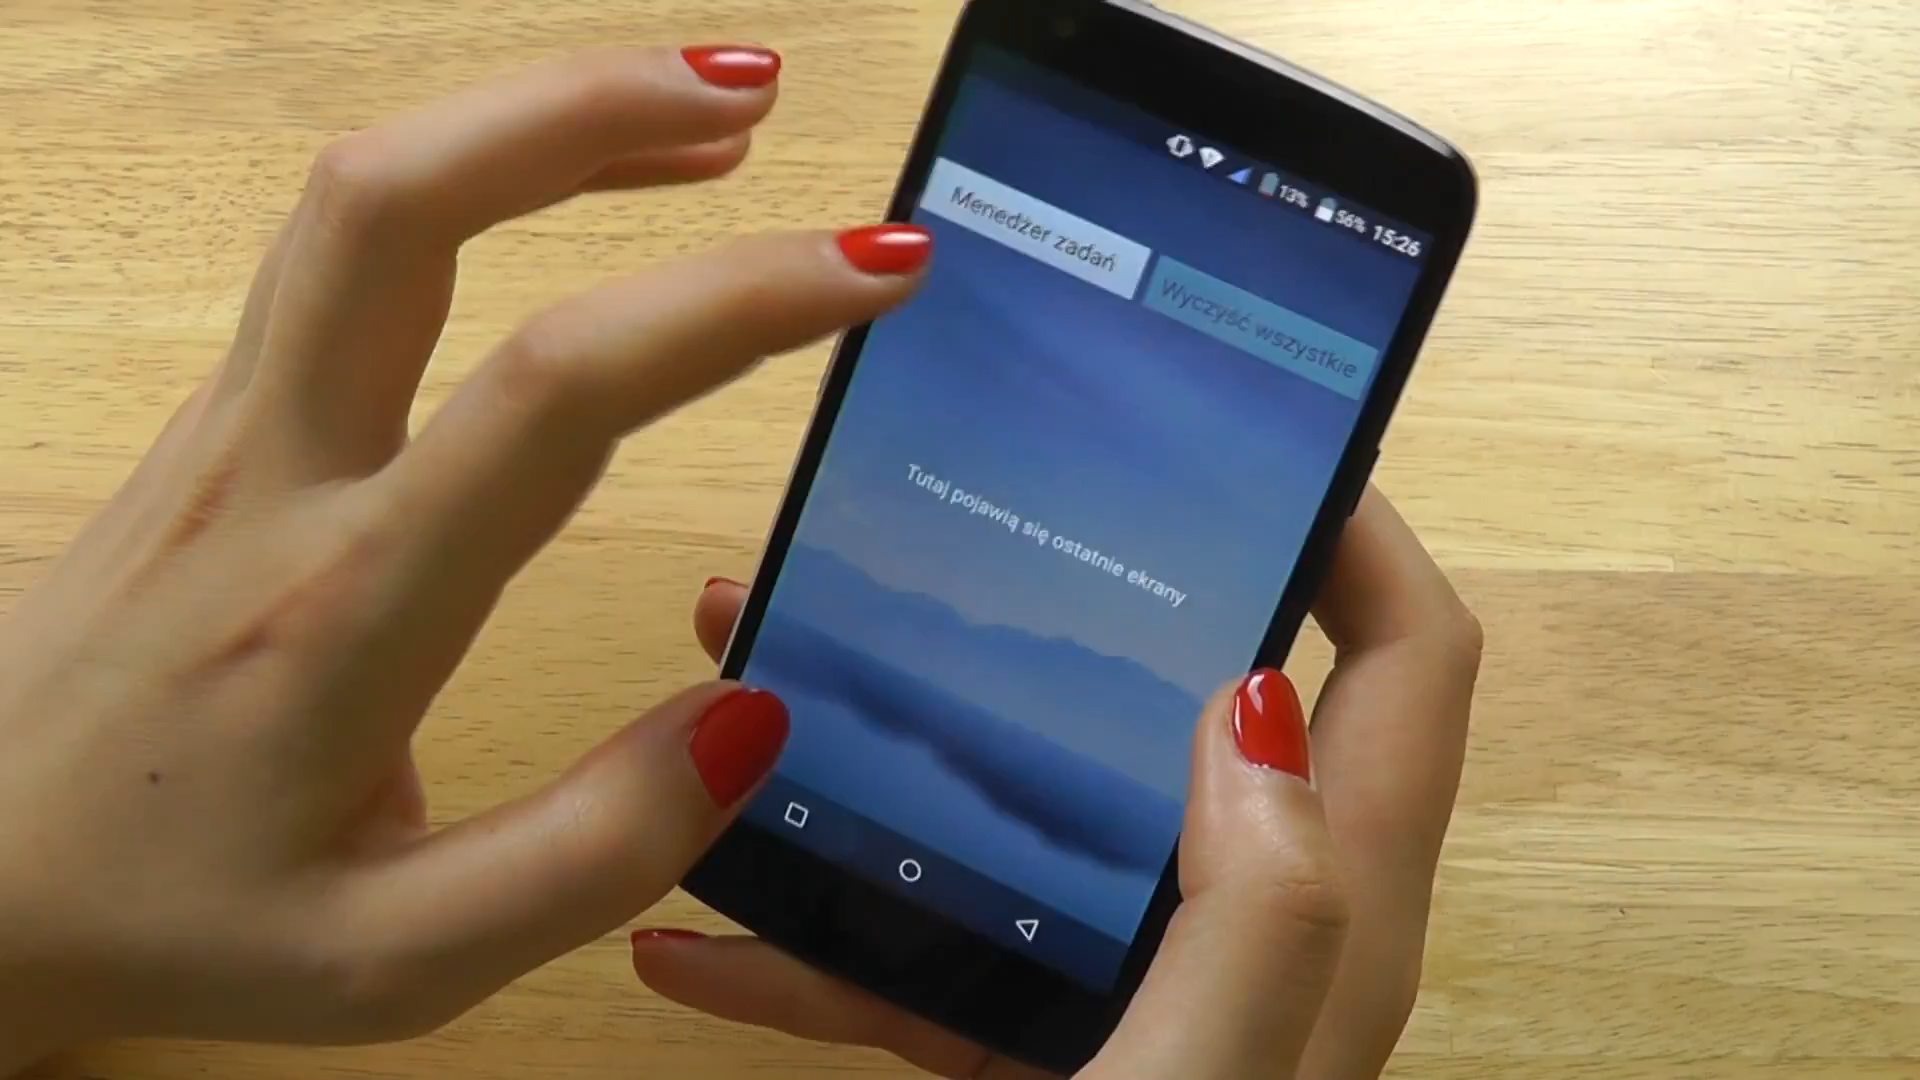 13% 56% 15:26
Menedżer zadań
Wyczyść wszystkie
Tutaj pojawią się ostatnie ekrany